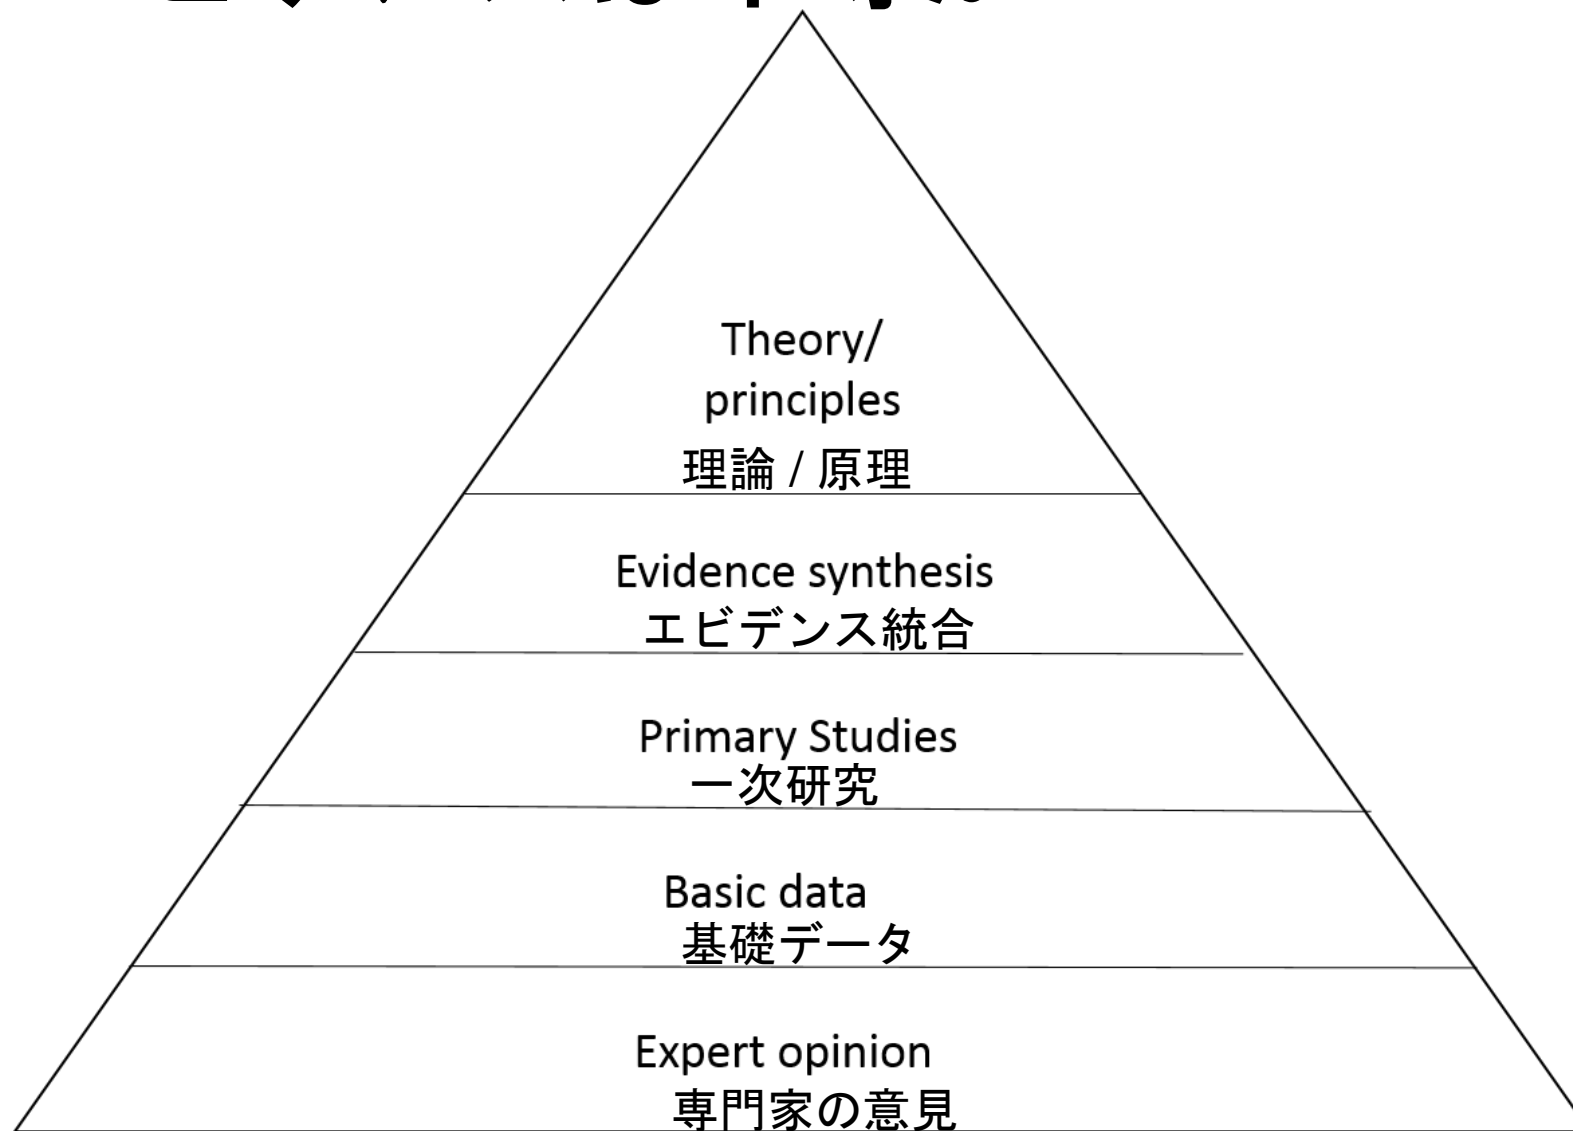 Theory/
principles
理論 / 原理
Evidence synthesis
エビデンス統合
Primary Studies
一次研究
Basic data
基礎データ
Expert opinion
専門家の意見